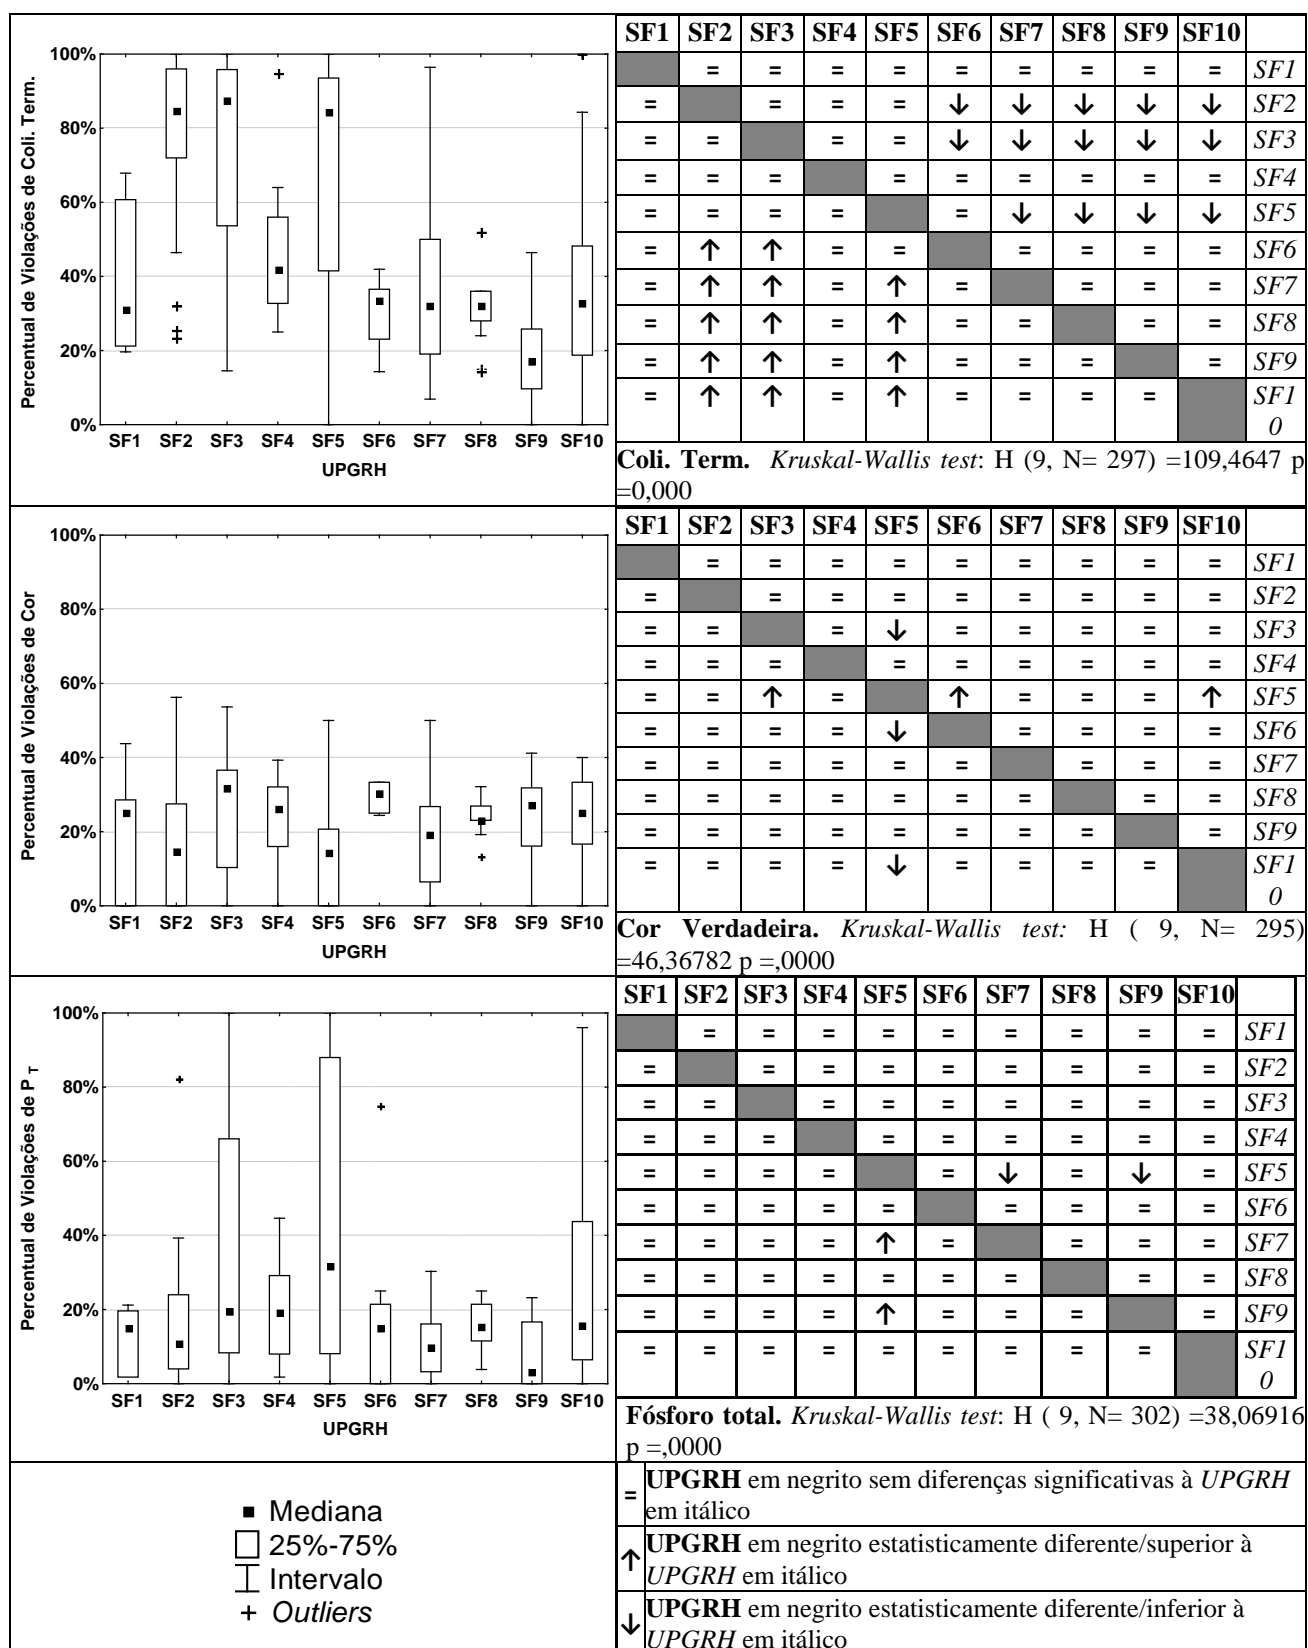 Percentual de Violações de Coli. Term.
100%
80%
60%
40%
20%
0%
SF1 SF2 SF3 SF4 SF5 SF6 SF7 SF8 SF9 SF10
UPGRH
SF1 SF2 SF3 SF4 SF5 SF6 SF7 SF8 SF9 SF10
= = = = = = = = = SF1
= = = = ↓ ↓ ↓ ↓ ↓ SF2
= = = = ↓ ↓ ↓ ↓ ↓ SF3
= = = = = = = = = SF4
= = = = = ↓ ↓ ↓ ↓ SF5
= ↑ ↑ = = = = = = SF6
= ↑ ↑ = ↑ = = = = SF7
= ↑ ↑ = ↑ = = = = SF8
= ↑ ↑ = ↑ = = = = SF9
= ↑ ↑ = ↑ = = = = SF1
0
Coli. Term. Kruskal-Wallis test: H (9, N= 297) =109,4647 p
=0,000
Percentual de Violações de Cor
100%
80%
60%
40%
20%
0%
SF1 SF2 SF3 SF4 SF5 SF6 SF7 SF8 SF9 SF10
UPGRH
SF1 SF2 SF3 SF4 SF5 SF6 SF7 SF8 SF9 SF10
= = = = = = = = = SF1
= = = = = = = = = SF2
= = = ↓ = = = = = SF3
= = = = = = = = = SF4
= = ↑ = ↑ = = = ↑ SF5
= = = = ↓ = = = = SF6
= = = = = = = = = SF7
= = = = = = = = = SF8
= = = = = = = = = SF9
= = = = ↓ = = = = SF1
0
Cor Verdadeira. Kruskal-Wallis test: H ( 9, N= 295)
=46,36782 p =,0000
Percentual de Violações de P T
100%
80%
60%
40%
20%
0%
SF1 SF2 SF3 SF4 SF5 SF6 SF7 SF8 SF9 SF10
UPGRH
SF1 SF2 SF3 SF4 SF5 SF6 SF7 SF8 SF9 SF10
= = = = = = = = = SF1
= = = = = = = = = SF2
= = = = = = = = = SF3
= = = = = = = = = SF4
= = = = = ↓ = ↓ = SF5
= = = = = = = = = SF6
= = = = ↑ = = = = SF7
= = = = = = = = = SF8
= = = = ↑ = = = = SF9
= = = = = = = = = SF1
0
Fósforo total. Kruskal-Wallis test: H ( 9, N= 302) =38,06916
p =,0000
Mediana
25%-75%
Intervalo
+ Outliers
= UPGRH em negrito sem diferenças significativas à UPGRH
em itálico
↑ UPGRH em negrito estatisticamente diferente/superior à
UPGRH em itálico
↓ UPGRH em negrito estatisticamente diferente/inferior à
UPGRH em itálico